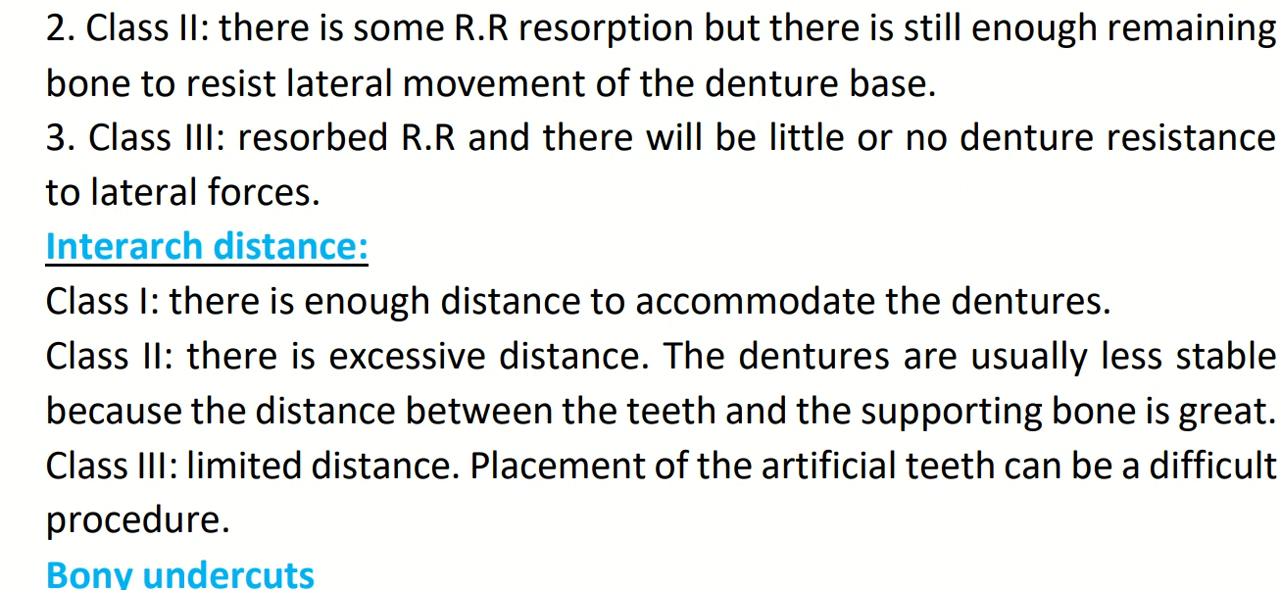 2. Class II: there is some R.R resorption but there is still enough remaining
bone to resist lateral movement of the denture base.
3. Class III: resorbed R.R and there will be little or no denture resistance
to lateral forces.
Interarch distance:
Class I: there is enough distance to accommodate the dentures.
Class II: there is excessive distance. The dentures are usually less stable
because the distance between the teeth and the supporting bone is great.
Class III: limited distance. Placement of the artificial teeth can be a difficult
procedure.
Bony undercuts